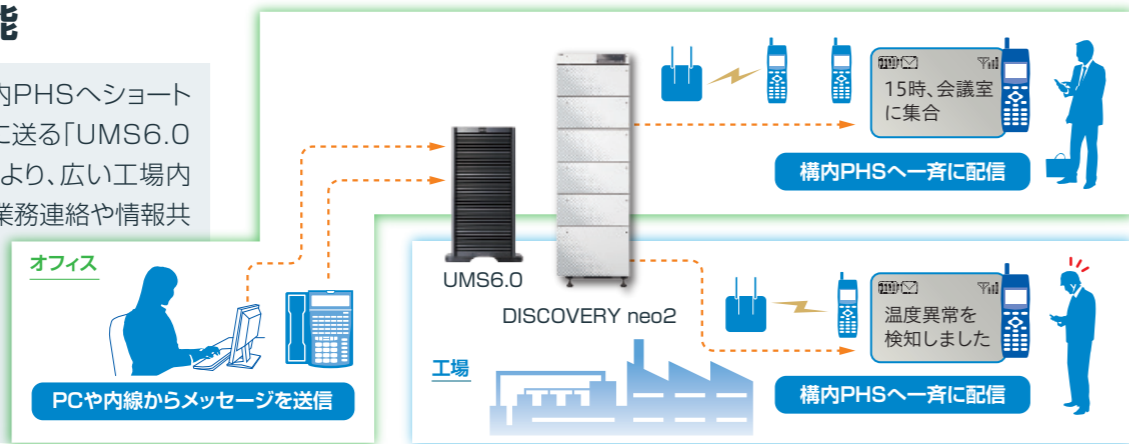 能
内PHSへショート
に送る「UMS6.0
より、広い工場内
業務連絡や情報共
オフィス
PCや内線からメッセージを送信
UMS6.0
DISCOVERY neo2
15時、会議室
に集合
構内PHSへ一斉に配信
工場
温度異常を
検知しました
構内PHSへ一斉に配信